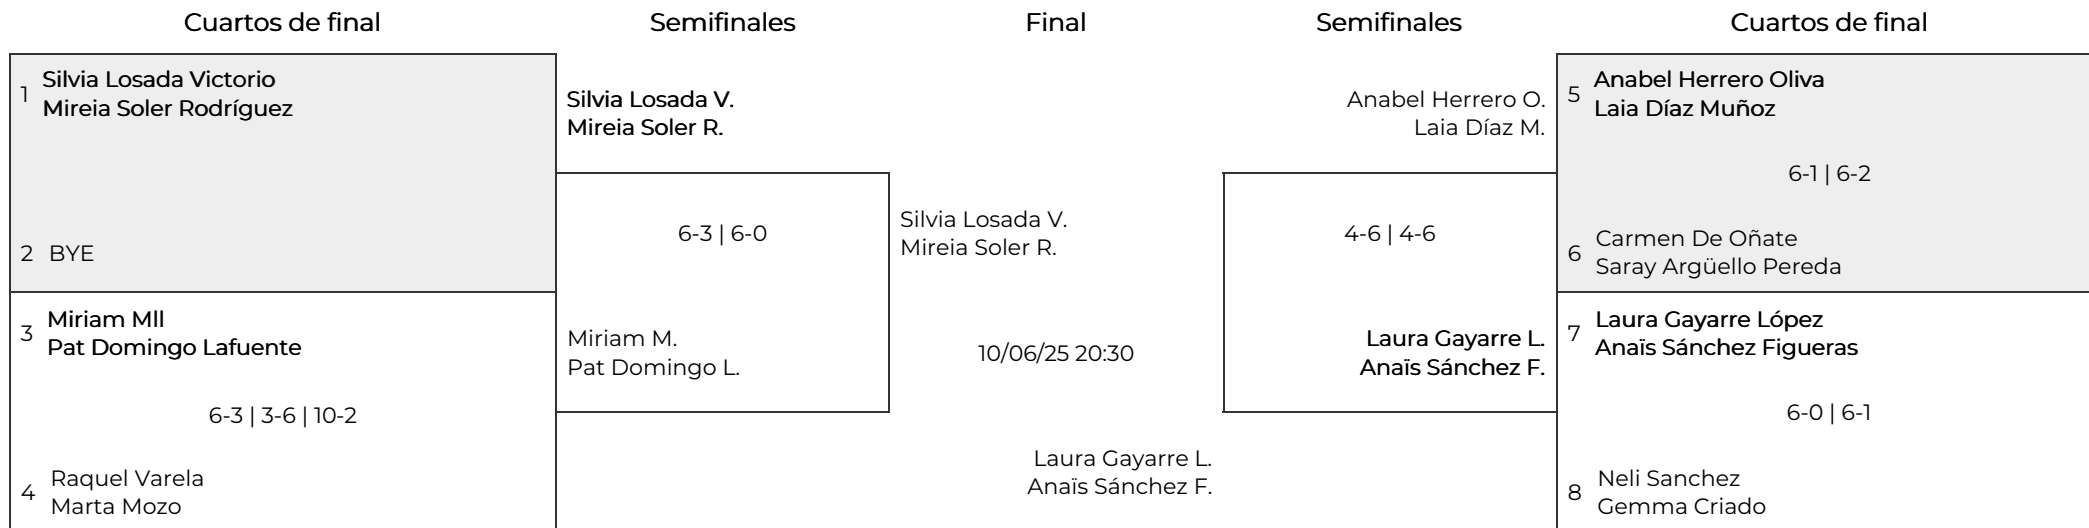 Cuartos de final
Semifinales
Final
Semifinales
Cuartos de final
1
Silvia Losada Victorio
Mireia Soler Rodríguez
2 BYE
3
Miriam Mll
Pat Domingo Lafuente
6-3 | 3-6 | 10-2
4
Raquel Varela
Marta Mozo
Silvia Losada V.
Mireia Soler R.
6-3 | 6-0
Miriam M.
Pat Domingo L.
Silvia Losada V.
Mireia Soler R.
10/06/25 20:30
Laura Gayarre L.
Anaïs Sánchez F.
Anabel Herrero O.
Laia Díaz M.
4-6 | 4-6
Laura Gayarre L.
Anaïs Sánchez F.
5
Anabel Herrero Oliva
Laia Díaz Muñoz
6-1 | 6-2
6
Carmen De Oñate
Saray Argüello Pereda
7
Laura Gayarre López
Anaïs Sánchez Figueras
6-0 | 6-1
8
Neli Sanchez
Gemma Criado